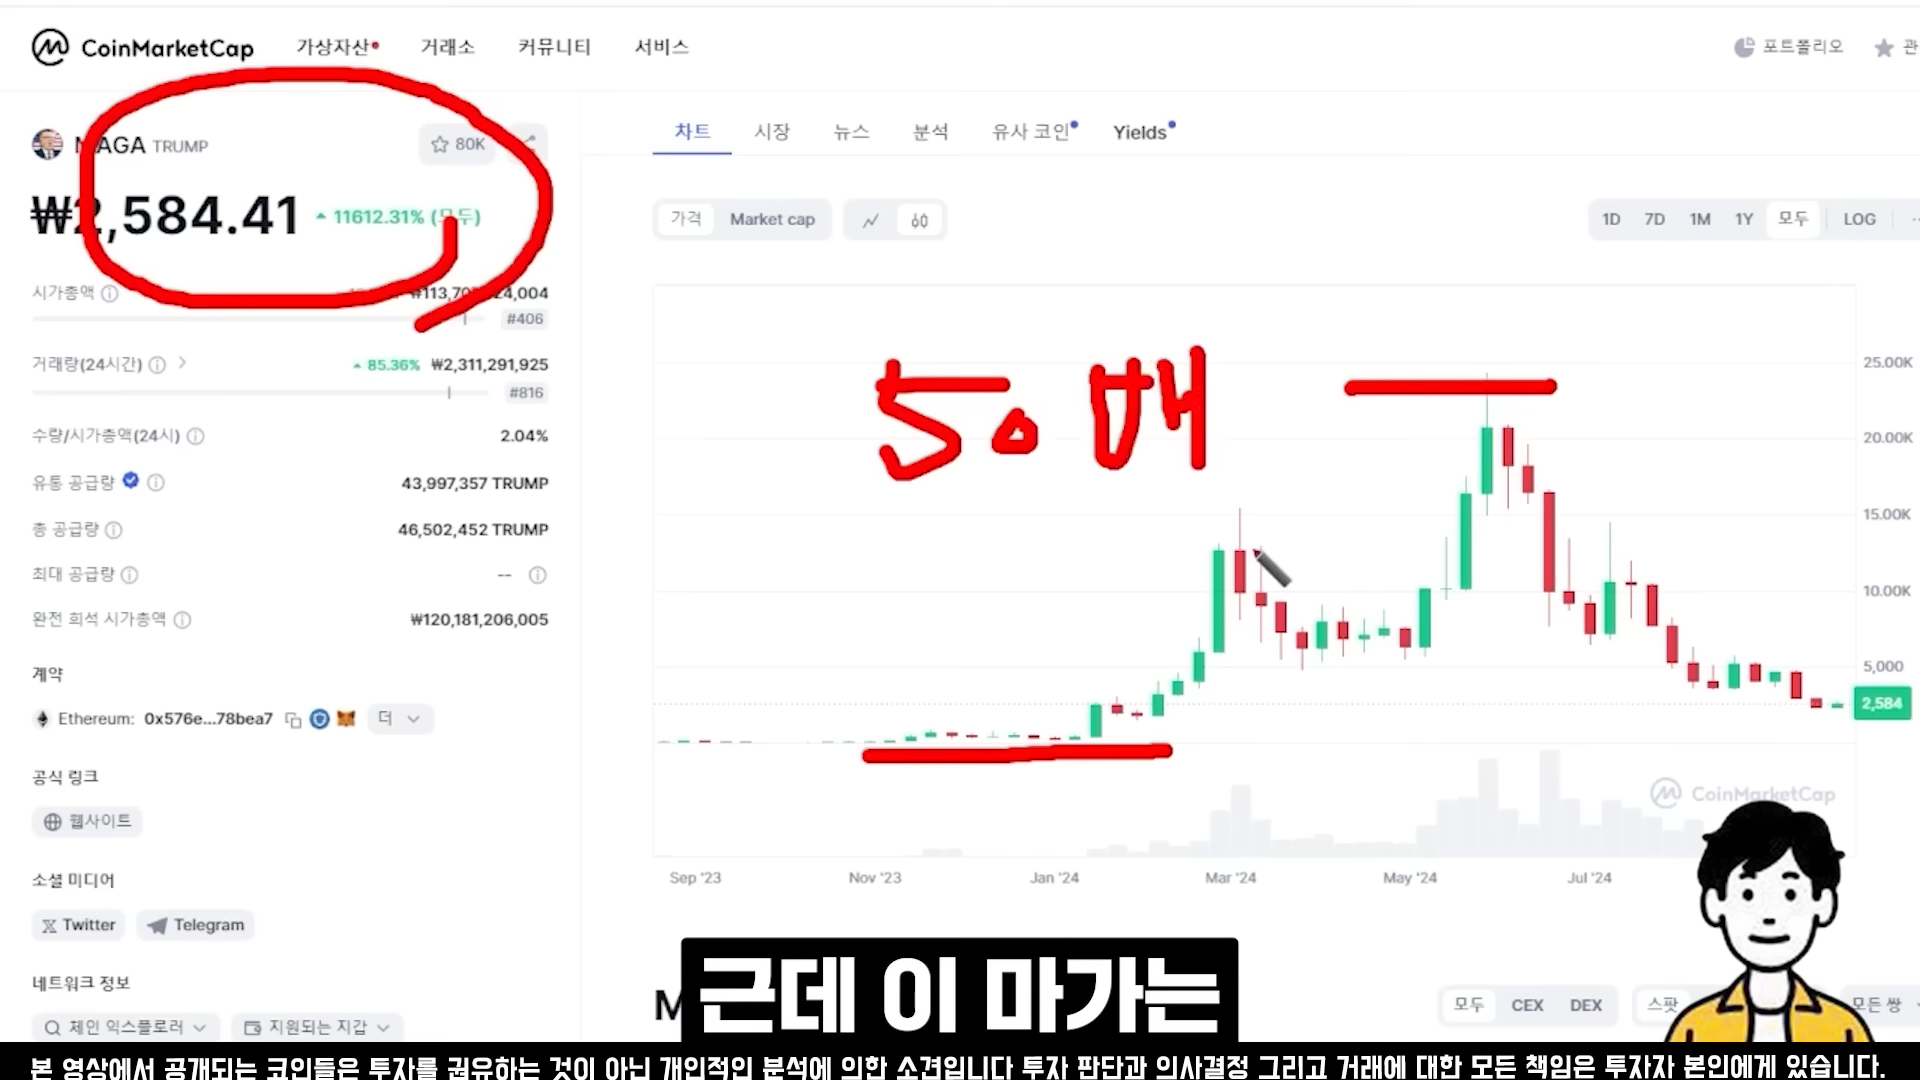 CoinMarketCap 가상자산 거래소 커뮤니티 서비스 포트폴리오 관
MAGA TRUMP 80K
₩2,584.41 11612.31% (모두)
시가총액 4,004
#406
거래량(24시간) 85.36% ₩2,311,291,925
#816
수량/시가총액(24시) 2.04%
유통 공급량 43,997,357 TRUMP
총 공급량 46,502,452 TRUMP
최대 공급량 --
완전 희석 시가총액 ₩120,181,206,005
계약
Ethereum: 0x576e...78bea7 더
공식 링크
웹사이트
소셜 미디어
Twitter Telegram
네트워크 정보
체인 익스플로러 지원되는 지갑
차트 시장 뉴스 분석 유사 코인 Yields
가격 Market cap 1D 7D 1M 1Y 모두 LOG
50배
25.00K
20.00K
15.00K
10.00K
5,000
2,584
CoinMarketCap
Sep '23 Nov '23 Jan '24 Mar '24 May '24 Jul '24
모두 CEX DEX 스팟 모든 쌍
근데 이 마가는
본 영상에서 공개되는 코인들은 투자를 권유하는 것이 아닌 개인적인 분석에 의한 소견입니다 투자 판단과 의사결정 그리고 거래에 대한 모든 책임은 투자자 본인에게 있습니다.